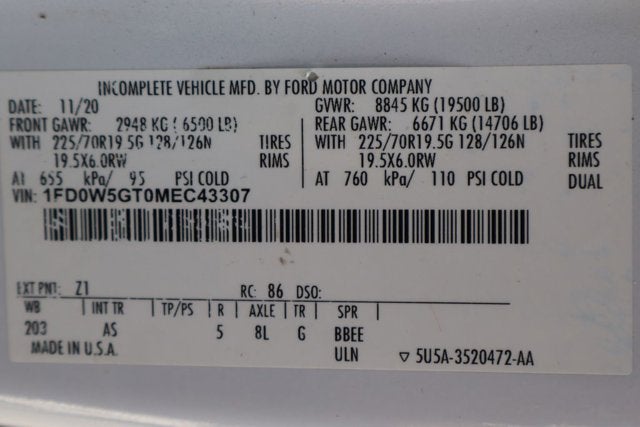 INCOMPLETE VEHICLE MFD. BY FORD MOTOR COMPANY
DATE: 11/20 GVWR: 8845 KG (19500 LB)
FRONT GAWR: 2948 KG ( 6500 LB) REAR GAWR: 6671 KG (14706 LB)
WITH 225/70R19.5G 128/126N TIRES WITH 225/70R19.5G 128/126N TIRES
19.5X6.0RW RIMS 19.5X6.0RW RIMS
AT 655 kPa/ 95 PSI COLD AT 760 kPa/ 110 PSI COLD DUAL
VIN: 1FD0W5GT0MEC43307
EXT PNT: Z1 RC: 86 DSO:
WB INT TR TP/PS R AXLE TR SPR
203 AS 5 8L G BBEE
MADE IN U.S.A. ULN ▽ 5U5A-3520472-AA